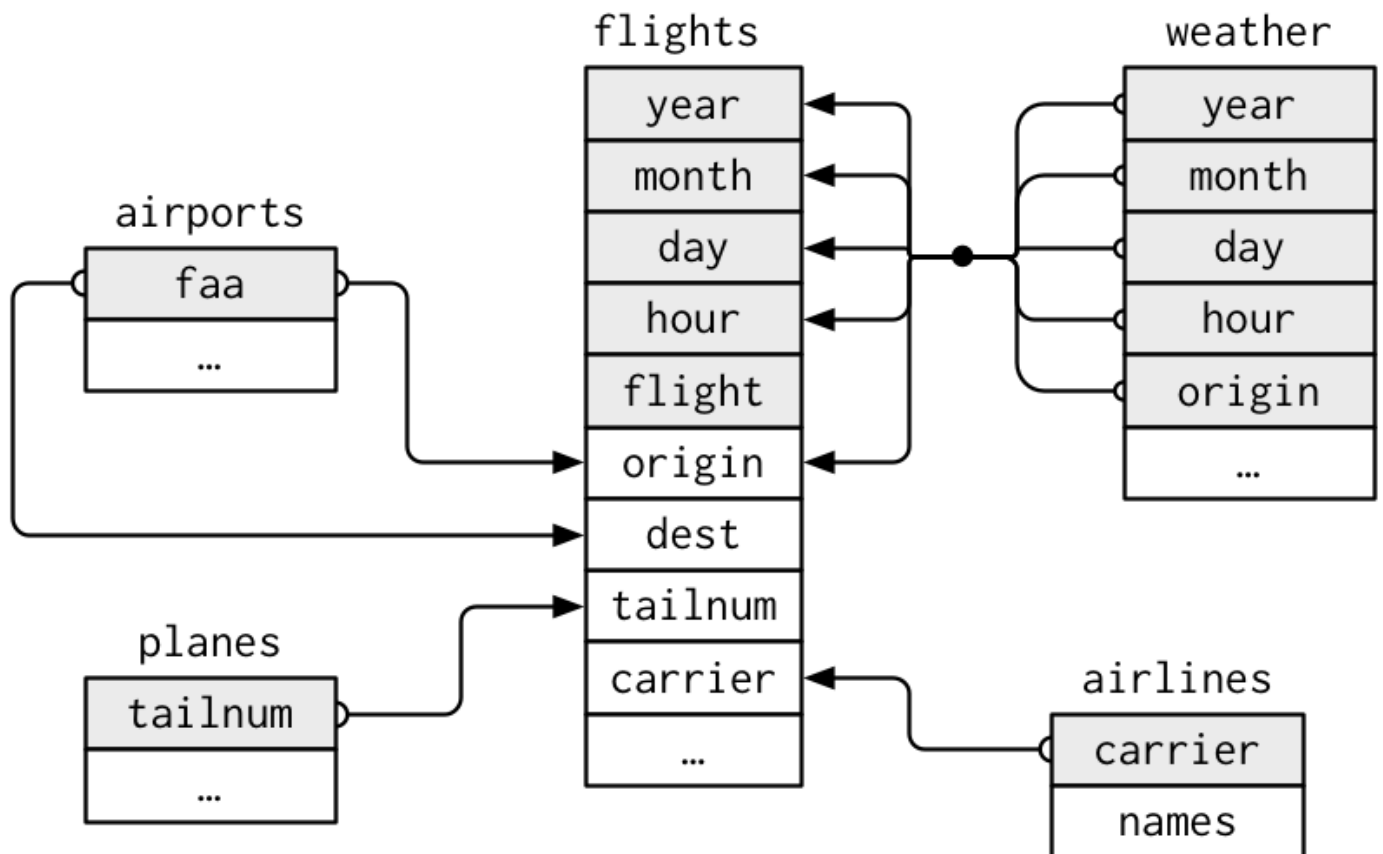 flights
year
month
day
hour
flight
origin
dest
tailnum
carrier
…
weather
year
month
day
hour
origin
…
airports
faa
…
planes
tailnum
…
airlines
carrier
names